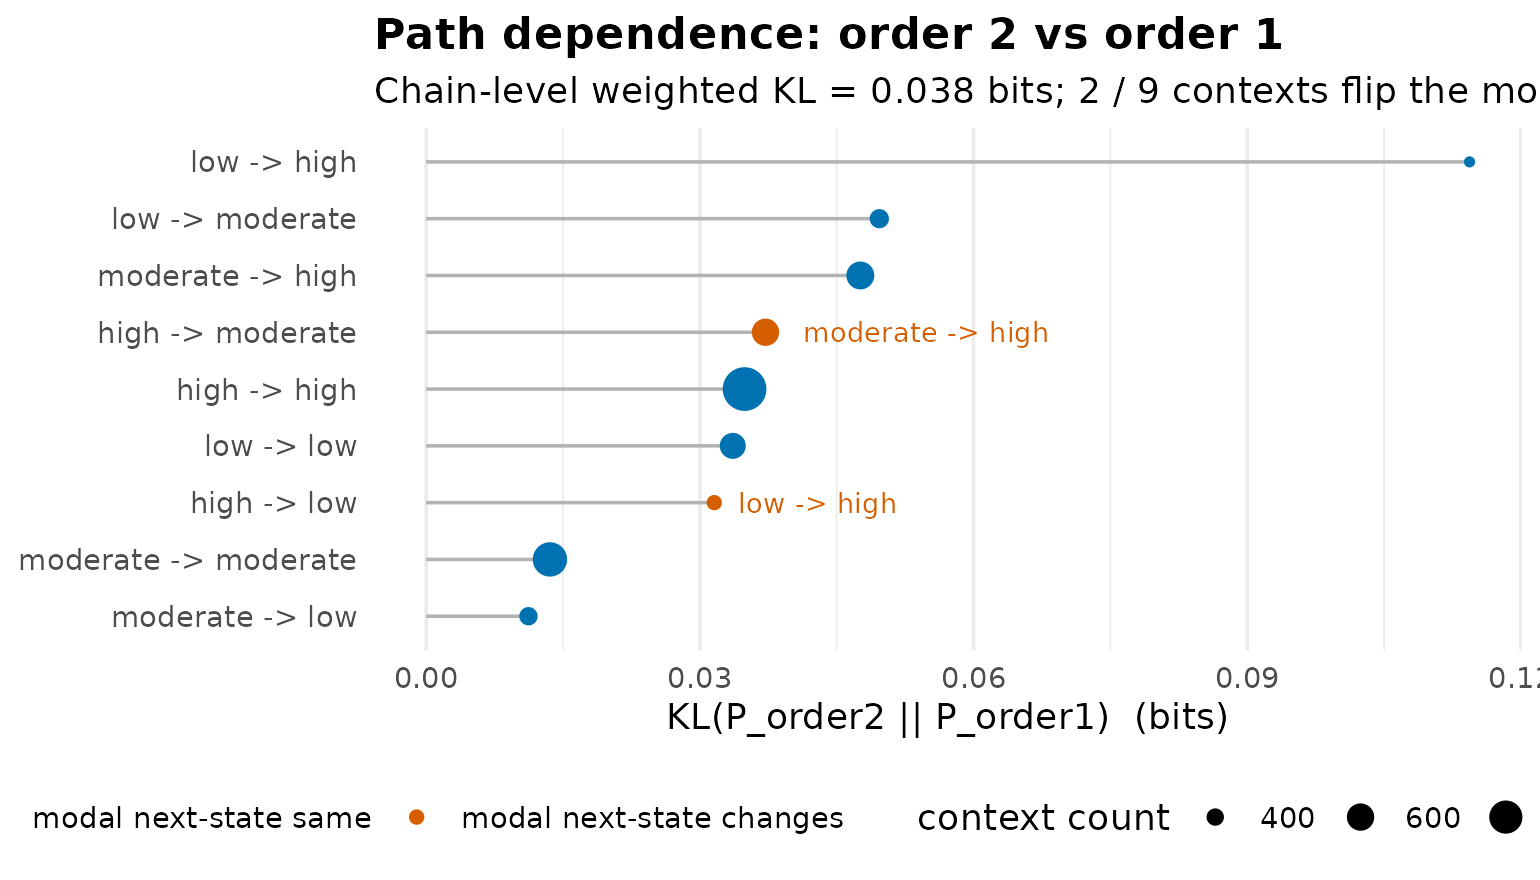 Path dependence: order 2 vs order 1
Chain-level weighted KL = 0.038 bits; 2 / 9 contexts flip the mo
low -> high
low -> moderate
moderate -> high
high -> moderate
moderate -> high
high -> high
low -> low
high -> low
low -> high
moderate -> moderate
moderate -> low
0.00 0.03 0.06 0.09 0.12
KL(P_order2 || P_order1) (bits)
modal next-state same modal next-state changes context count 400 600